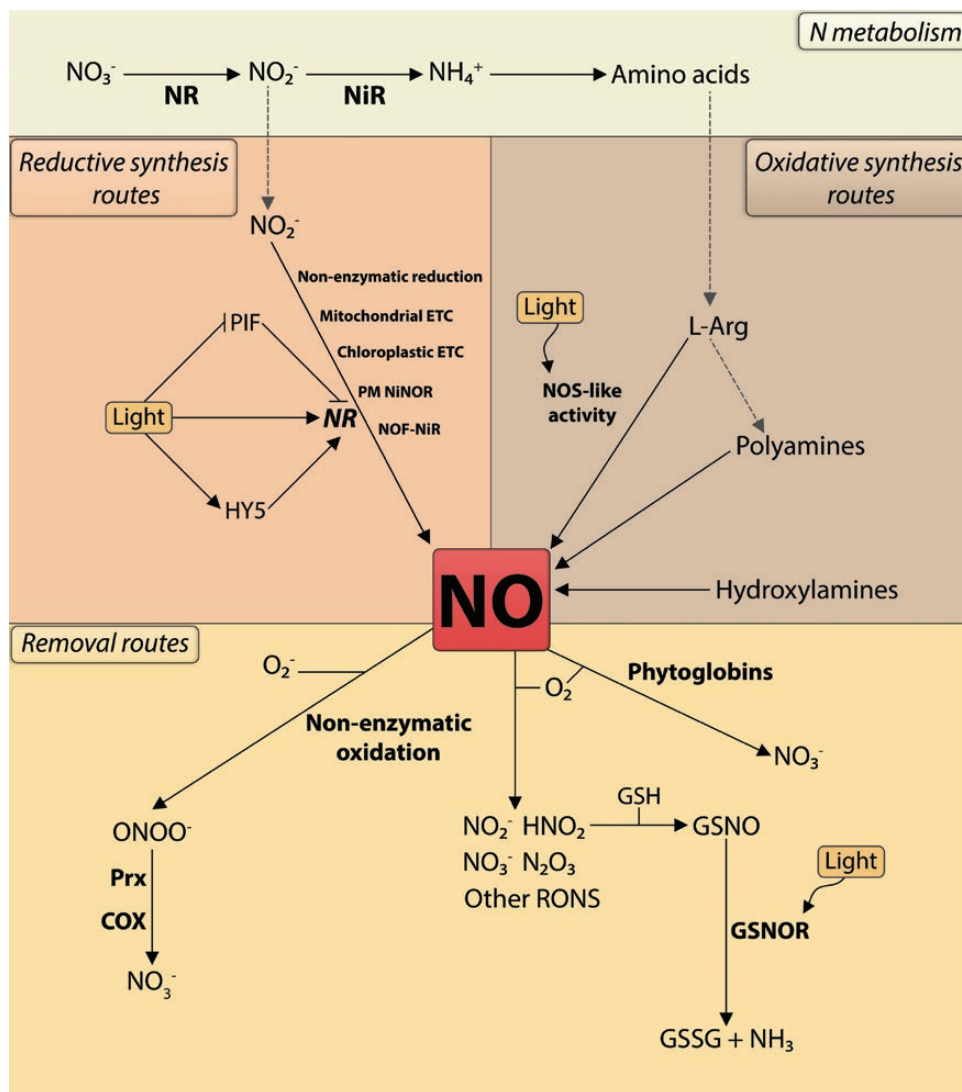 N metabolism
NO₃⁻ NO₂⁻ NH₄⁺ Amino acids
NR NiR
Reductive synthesis
routes
Oxidative synthesis
routes
NO₂⁻
Non-enzymatic reduction
Mitochondrial ETC
Chloroplastic ETC
PM NiNOR
NOF-NiR
PIF
Light
NR
HY5
Light
NOS-like
activity
L-Arg
Polyamines
Hydroxylamines
NO
Removal routes
O₂⁻
Non-enzymatic
oxidation
O₂
Phytoglobins
NO₃⁻
ONOO⁻
Prx
COX
NO₃⁻
NO₂⁻ HNO₂
NO₃⁻ N₂O₃
Other RONS
GSH
GSNO
Light
GSNOR
GSSG + NH₃